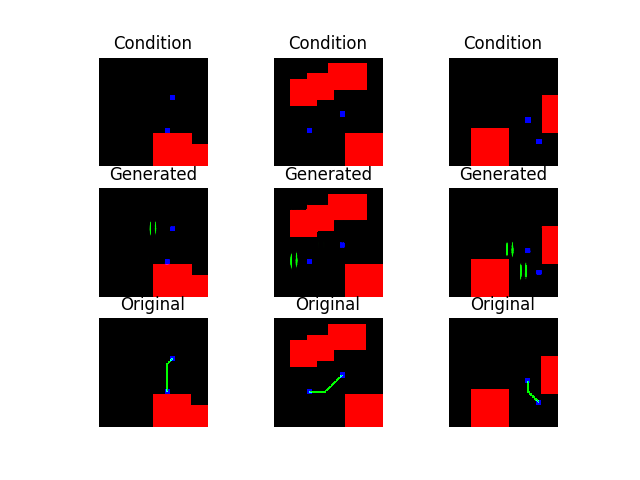 Condition
Condition
Condition
Generated
Generated
Generated
Original
Original
Original